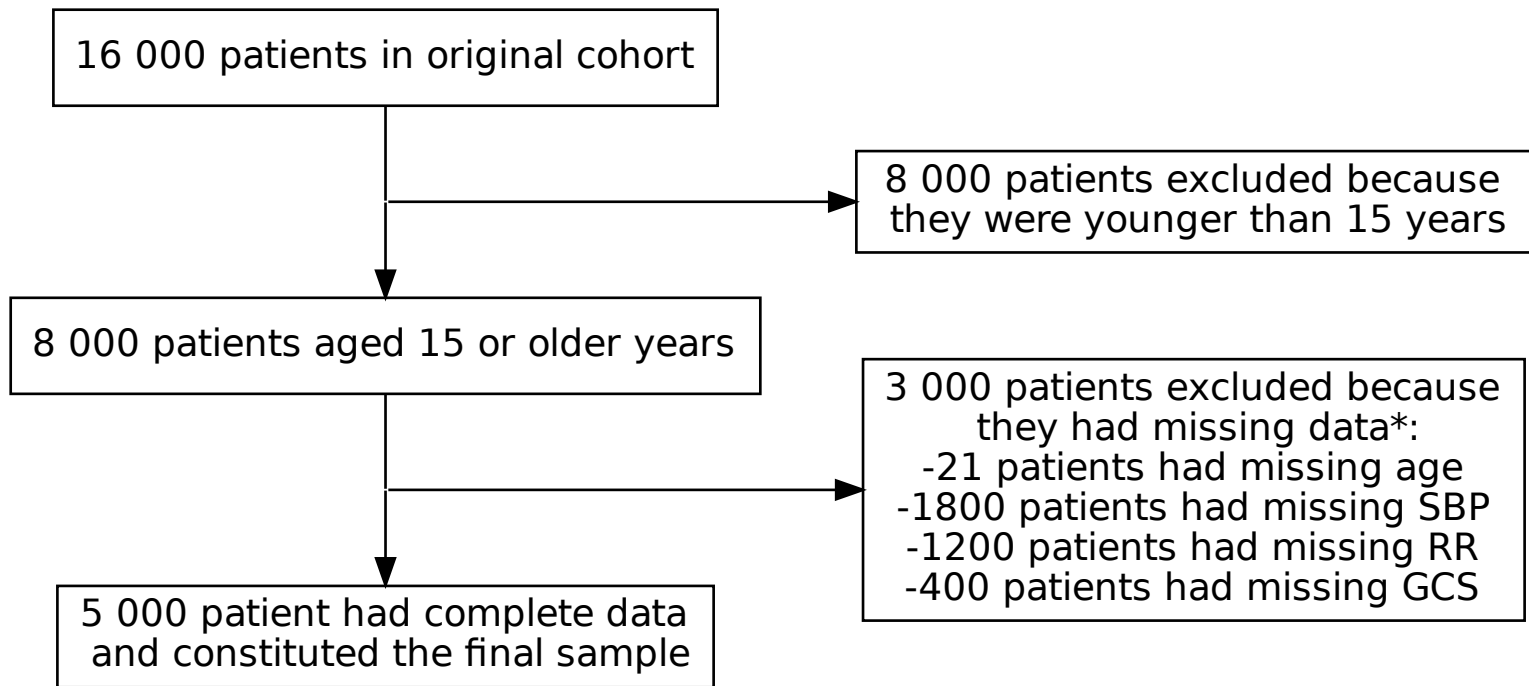 16 000 patients in original cohort
8 000 patients excluded because
they were younger than 15 years
8 000 patients aged 15 or older years
3 000 patients excluded because
they had missing data*:
-21 patients had missing age
-1800 patients had missing SBP
-1200 patients had missing RR
-400 patients had missing GCS
5 000 patient had complete data
and constituted the final sample